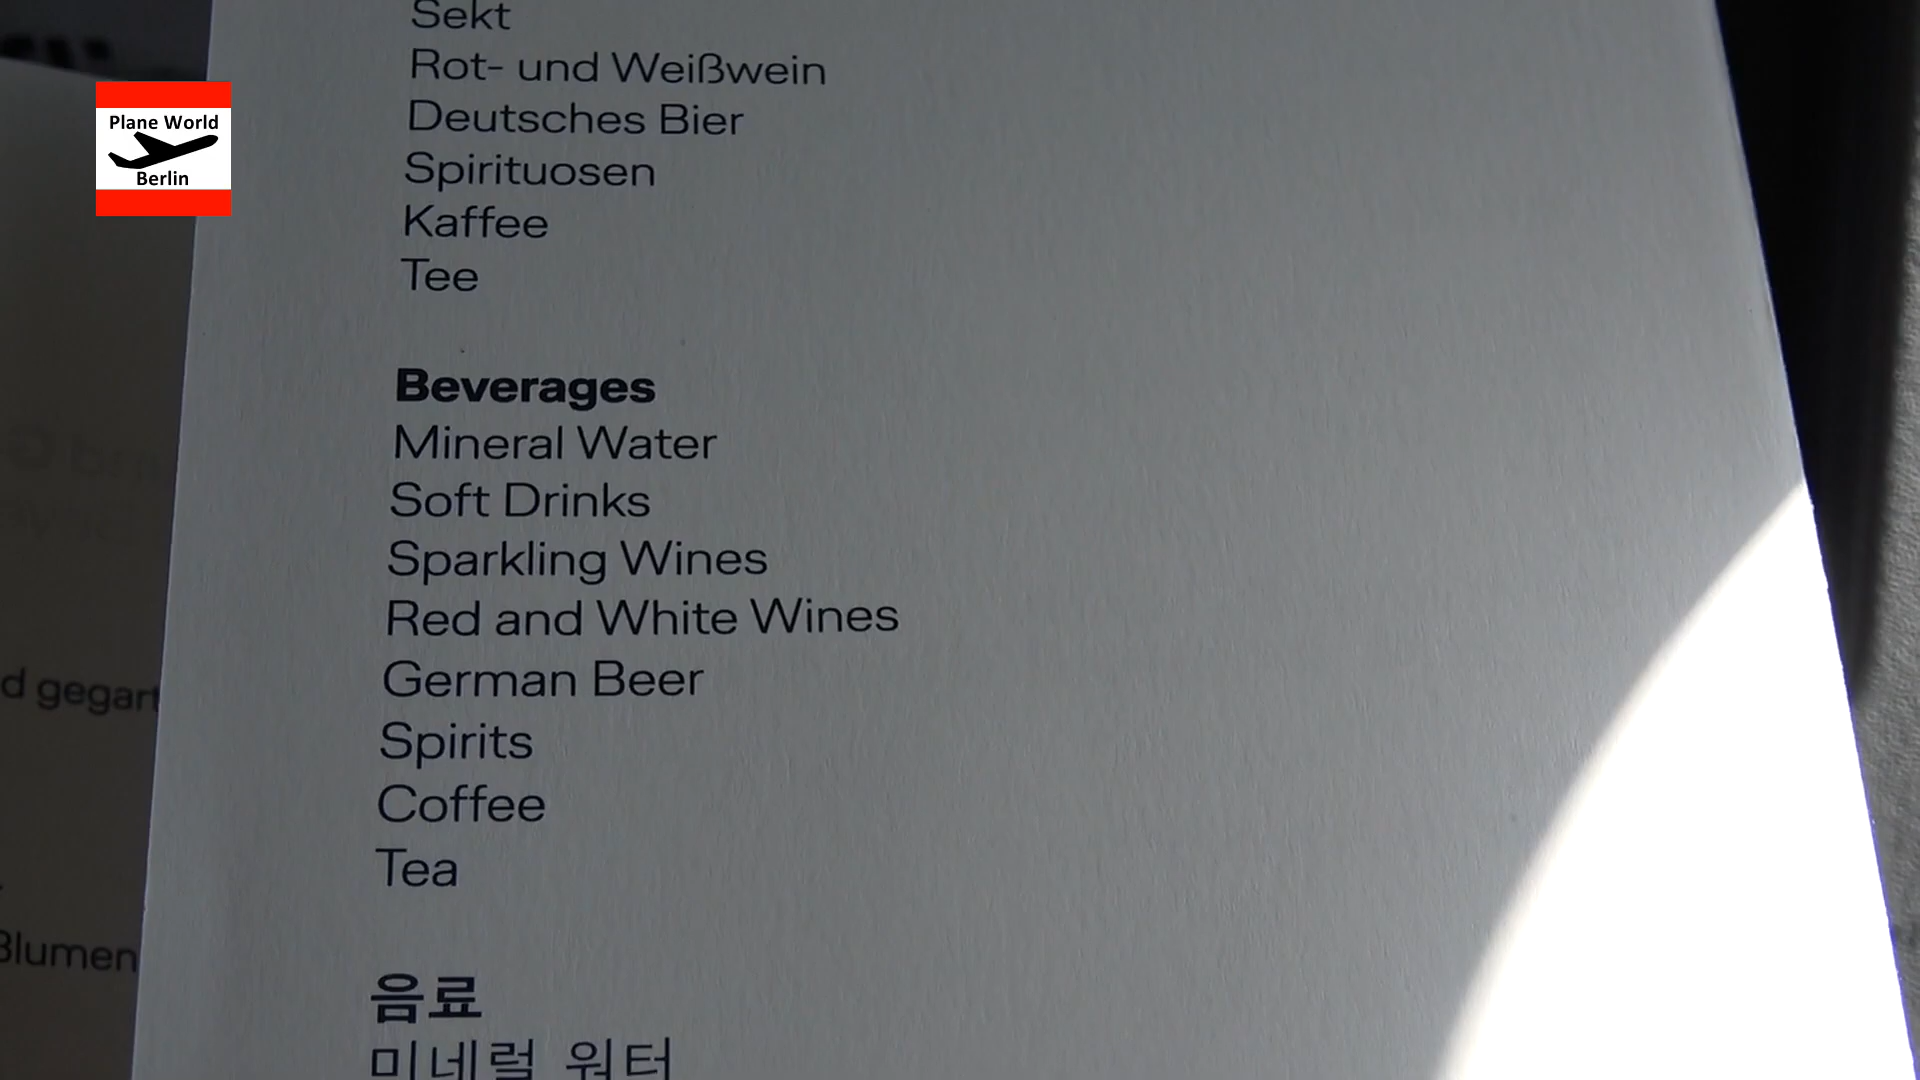 Sekt
Rot- und Weißwein
Deutsches Bier
Spirituosen
Kaffee
Tee
Plane World
Berlin
Beverages
Mineral Water
Soft Drinks
Sparkling Wines
Red and White Wines
German Beer
Spirits
Coffee
Tea
음료
미네럴 워터
d gegart
Blumen